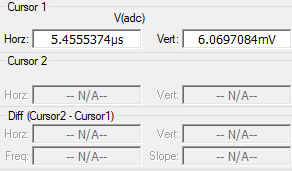 Cursor 1
V(adc)
Horz: 5.4555374µs Vert: 6.0697084mV
Cursor 2
Horz: -- N/A-- Vert: -- N/A--
Diff (Cursor2 - Cursor1)
Horz: -- N/A-- Vert: -- N/A--
Freq: -- N/A-- Slope: -- N/A--